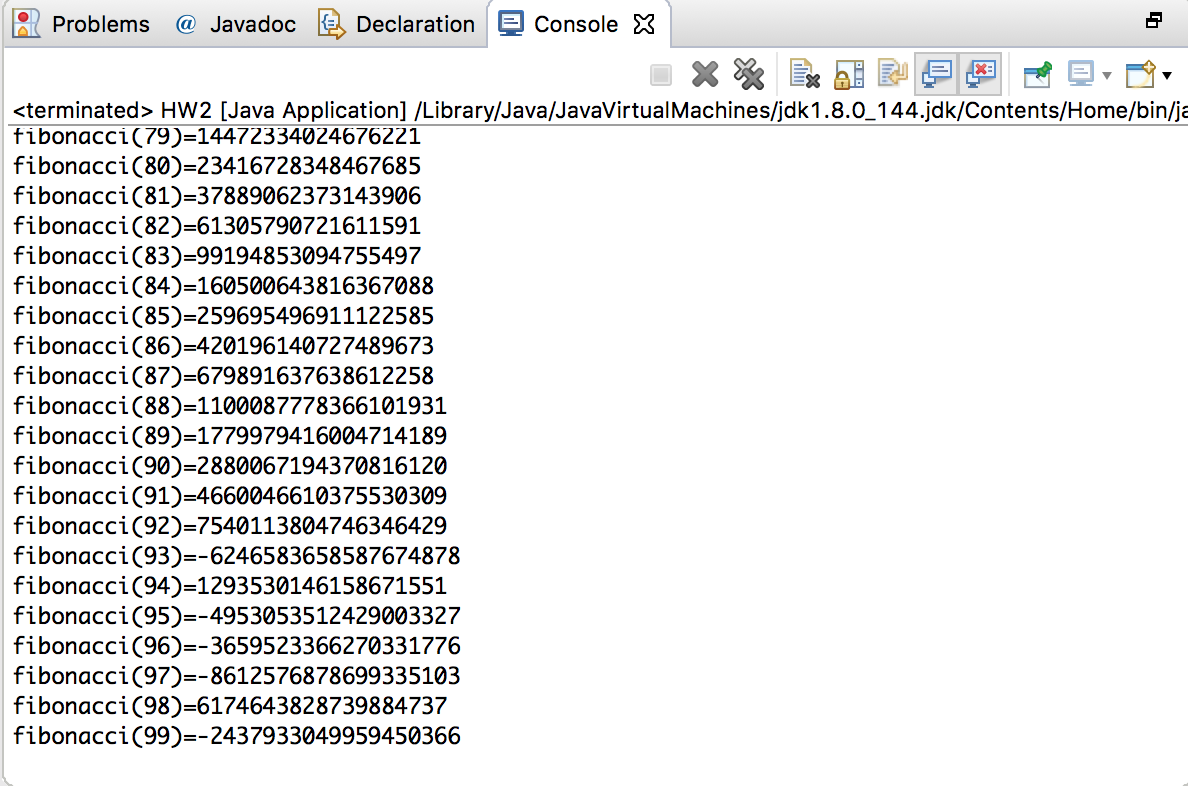 Problems @ Javadoc Declaration Console
<terminated> HW2 [Java Application] /Library/Java/JavaVirtualMachines/jdk1.8.0_144.jdk/Contents/Home/bin/ja
fibonacci(79)=14472334024676221
fibonacci(80)=23416728348467685
fibonacci(81)=37889062373143906
fibonacci(82)=61305790721611591
fibonacci(83)=99194853094755497
fibonacci(84)=160500643816367088
fibonacci(85)=259695496911122585
fibonacci(86)=420196140727489673
fibonacci(87)=679891637638612258
fibonacci(88)=1100087778366101931
fibonacci(89)=1779979416004714189
fibonacci(90)=2880067194370816120
fibonacci(91)=4660046610375530309
fibonacci(92)=7540113804746346429
fibonacci(93)=-6246583658587674878
fibonacci(94)=1293530146158671551
fibonacci(95)=-4953053512429003327
fibonacci(96)=-3659523366270331776
fibonacci(97)=-8612576878699335103
fibonacci(98)=6174643828739884737
fibonacci(99)=-2437933049959450366